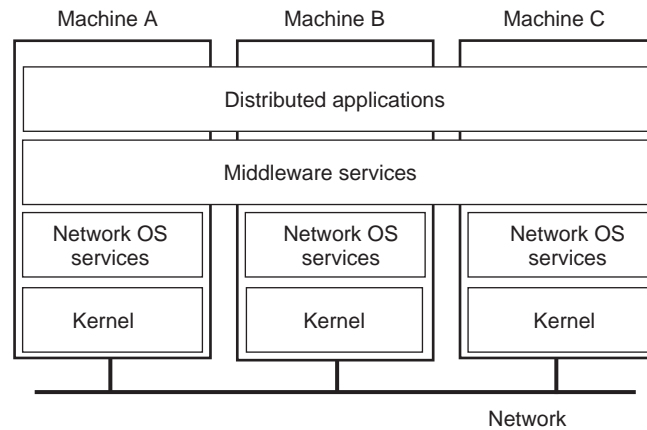 Machine A
Machine B
Machine C
Distributed applications
Middleware services
Network OS
services
Network OS
services
Network OS
services
Kernel
Kernel
Kernel
Network